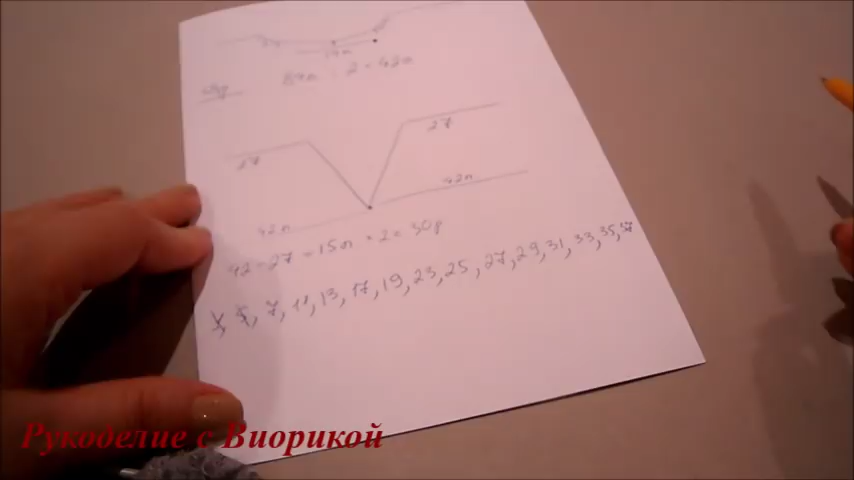 84п : 2 = 42п
27
27
42п
42п
42-27 = 15п × 2 = 30р
7, 11, 13, 17, 19, 23, 25, 27, 29, 31, 33, 35, 37
Рукоделие с Виорикой